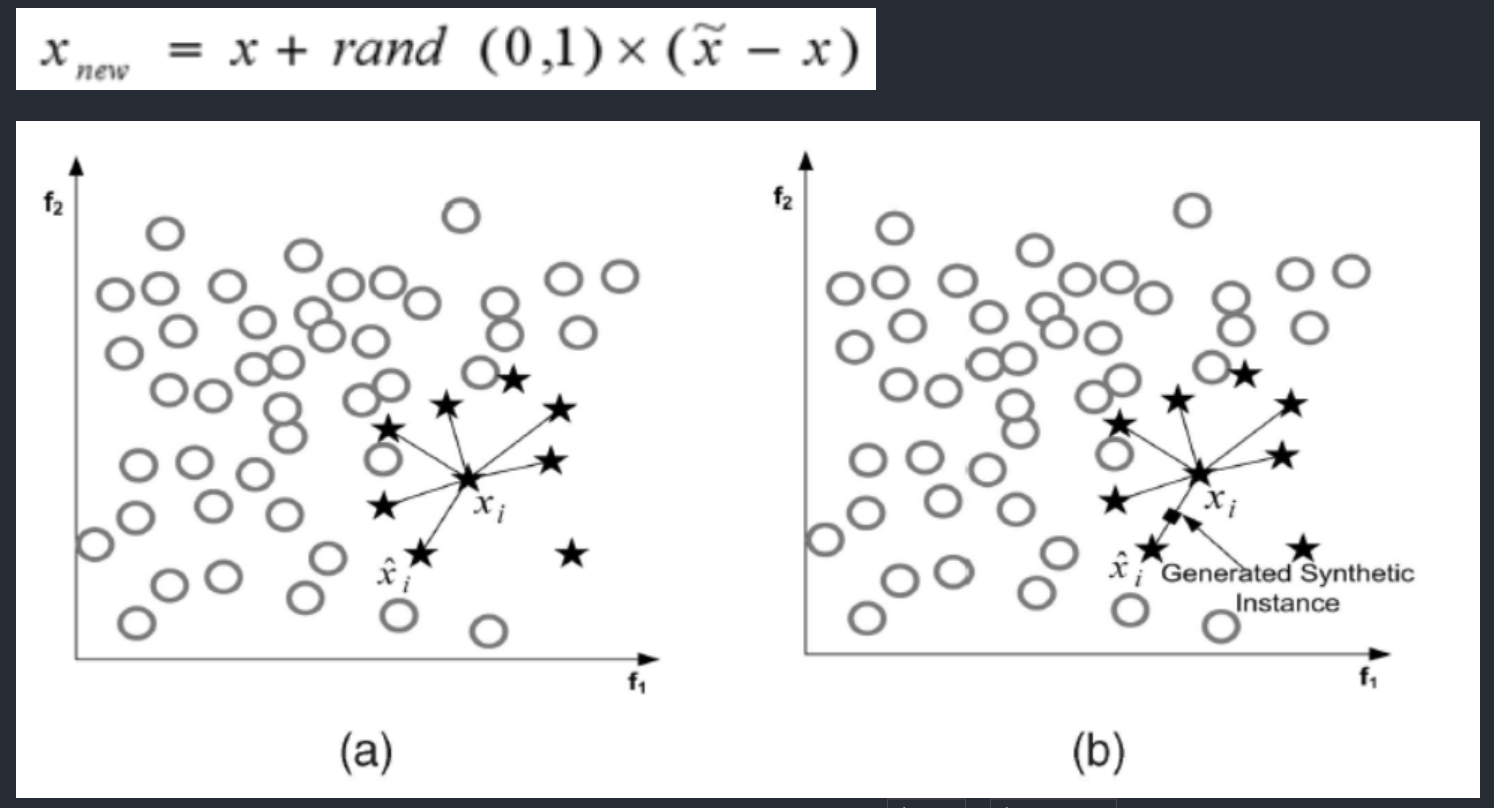 x_new = x + rand (0,1) × (x̃ − x)
f₂
x_i
x̂_i
f₁
(a)
f₂
x_i
x̂_i
Generated Synthetic
Instance
f₁
(b)